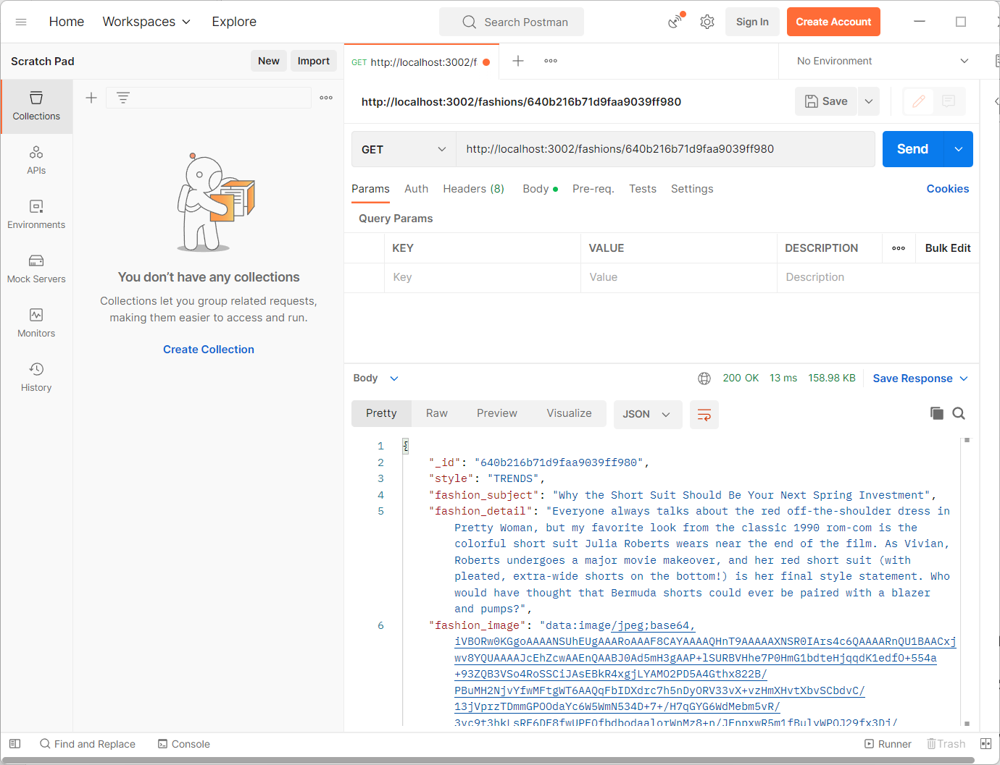 Home Workspaces Explore Search Postman Sign In Create Account
Scratch Pad New Import GET http://localhost:3002/f No Environment
Collections
http://localhost:3002/fashions/640b216b71d9faa9039ff980 Save
GET http://localhost:3002/fashions/640b216b71d9faa9039ff980 Send
APIs
Params Auth Headers (8) Body Pre-req. Tests Settings Cookies
Query Params
Environments
KEY VALUE DESCRIPTION Bulk Edit
Key Value Description
Mock Servers
You don’t have any collections
Collections let you group related requests,
making them easier to access and run.
Monitors
Create Collection
History
Body 200 OK 13 ms 158.98 KB Save Response
Pretty Raw Preview Visualize JSON
1 {
2 "_id": "640b216b71d9faa9039ff980",
3 "style": "TRENDS",
4 "fashion_subject": "Why the Short Suit Should Be Your Next Spring Investment",
5 "fashion_detail": "Everyone always talks about the red off-the-shoulder dress in
Pretty Woman, but my favorite look from the classic 1990 rom-com is the
colorful short suit Julia Roberts wears near the end of the film. As Vivian,
Roberts undergoes a major movie makeover, and her red short suit (with
pleated, extra-wide shorts on the bottom!) is her final style statement. Who
would have thought that Bermuda shorts could ever be paired with a blazer
and pumps?",
6 "fashion_image": "data:image/jpeg;base64,
iVBORw0KGgoAAAANSUhEUgAAARoAAAF8CAYAAAAQHnT9AAAAAXNSR0IArs4c6QAAAARnQU1BAACxj
wv8YQUAAAAJcEhZcwAAEnQAABJ0Ad5mH3gAAP+lSURBVHhe7P0HmG1bdteHjqqdK1edfO+554a
+93ZQB3VSo4RoSSCiJAsEBkR4xgjLYAMO2PD5A4Gthx822B/
PBuMH2NjvYfwMFtgWT6AAQqFbIDXdrc7h5nDyORV33vX+vzHmXHvtXbvSCbdvC/
13jVprzTDmmGPOOdaYc6W5WmN534D+7+/H7qGYG6WdMebm5vR/
3vc9t3hkLsRE6DE8fwUPEOfbdbodaalorWnMz8+n/JEnpxwR5m1fBulyWPOJ29fx3Dj/
Find and Replace Console Runner Trash